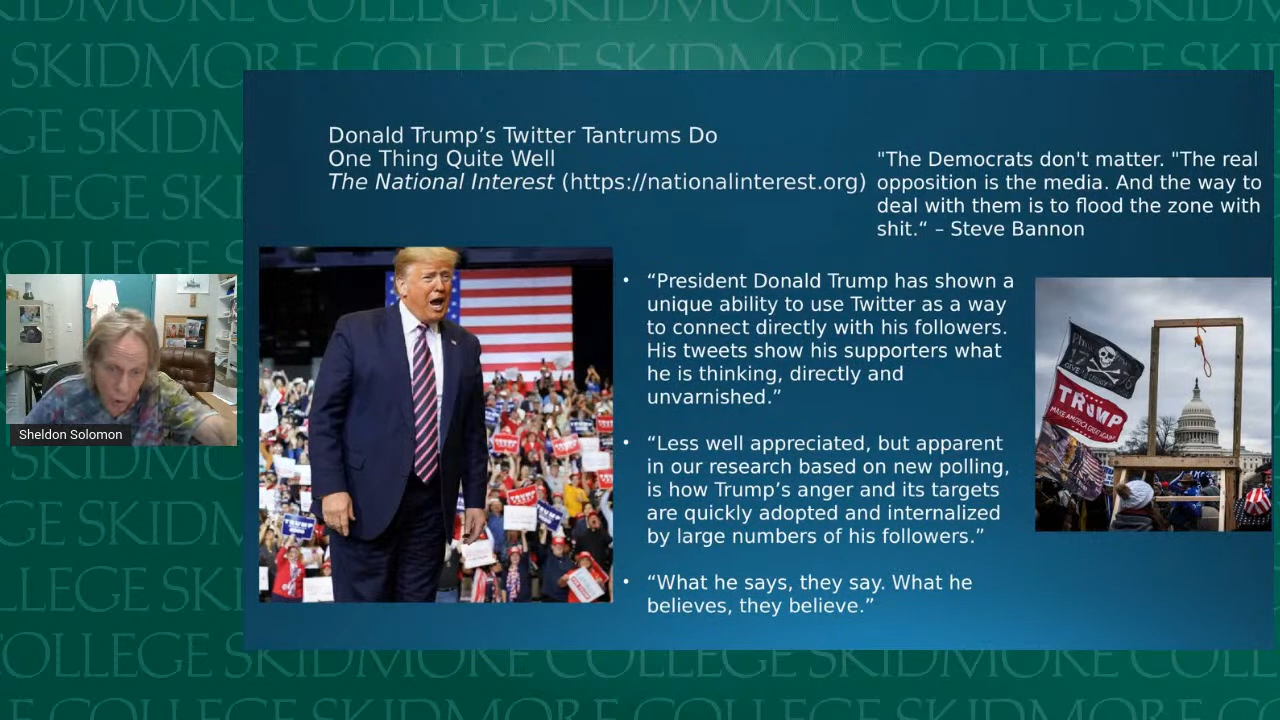 SKIDMORE COLLEGE
Donald Trump’s Twitter Tantrums Do
One Thing Quite Well
The National Interest (https://nationalinterest.org)
"The Democrats don't matter. "The real
opposition is the media. And the way to
deal with them is to flood the zone with
shit.“ – Steve Bannon
• “President Donald Trump has shown a
unique ability to use Twitter as a way
to connect directly with his followers.
His tweets show his supporters what
he is thinking, directly and
unvarnished.”
• “Less well appreciated, but apparent
in our research based on new polling,
is how Trump’s anger and its targets
are quickly adopted and internalized
by large numbers of his followers.”
• “What he says, they say. What he
believes, they believe.”
TRUMP
MAKE AMERICA GREAT AGAIN!
TRUMP
Sheldon Solomon